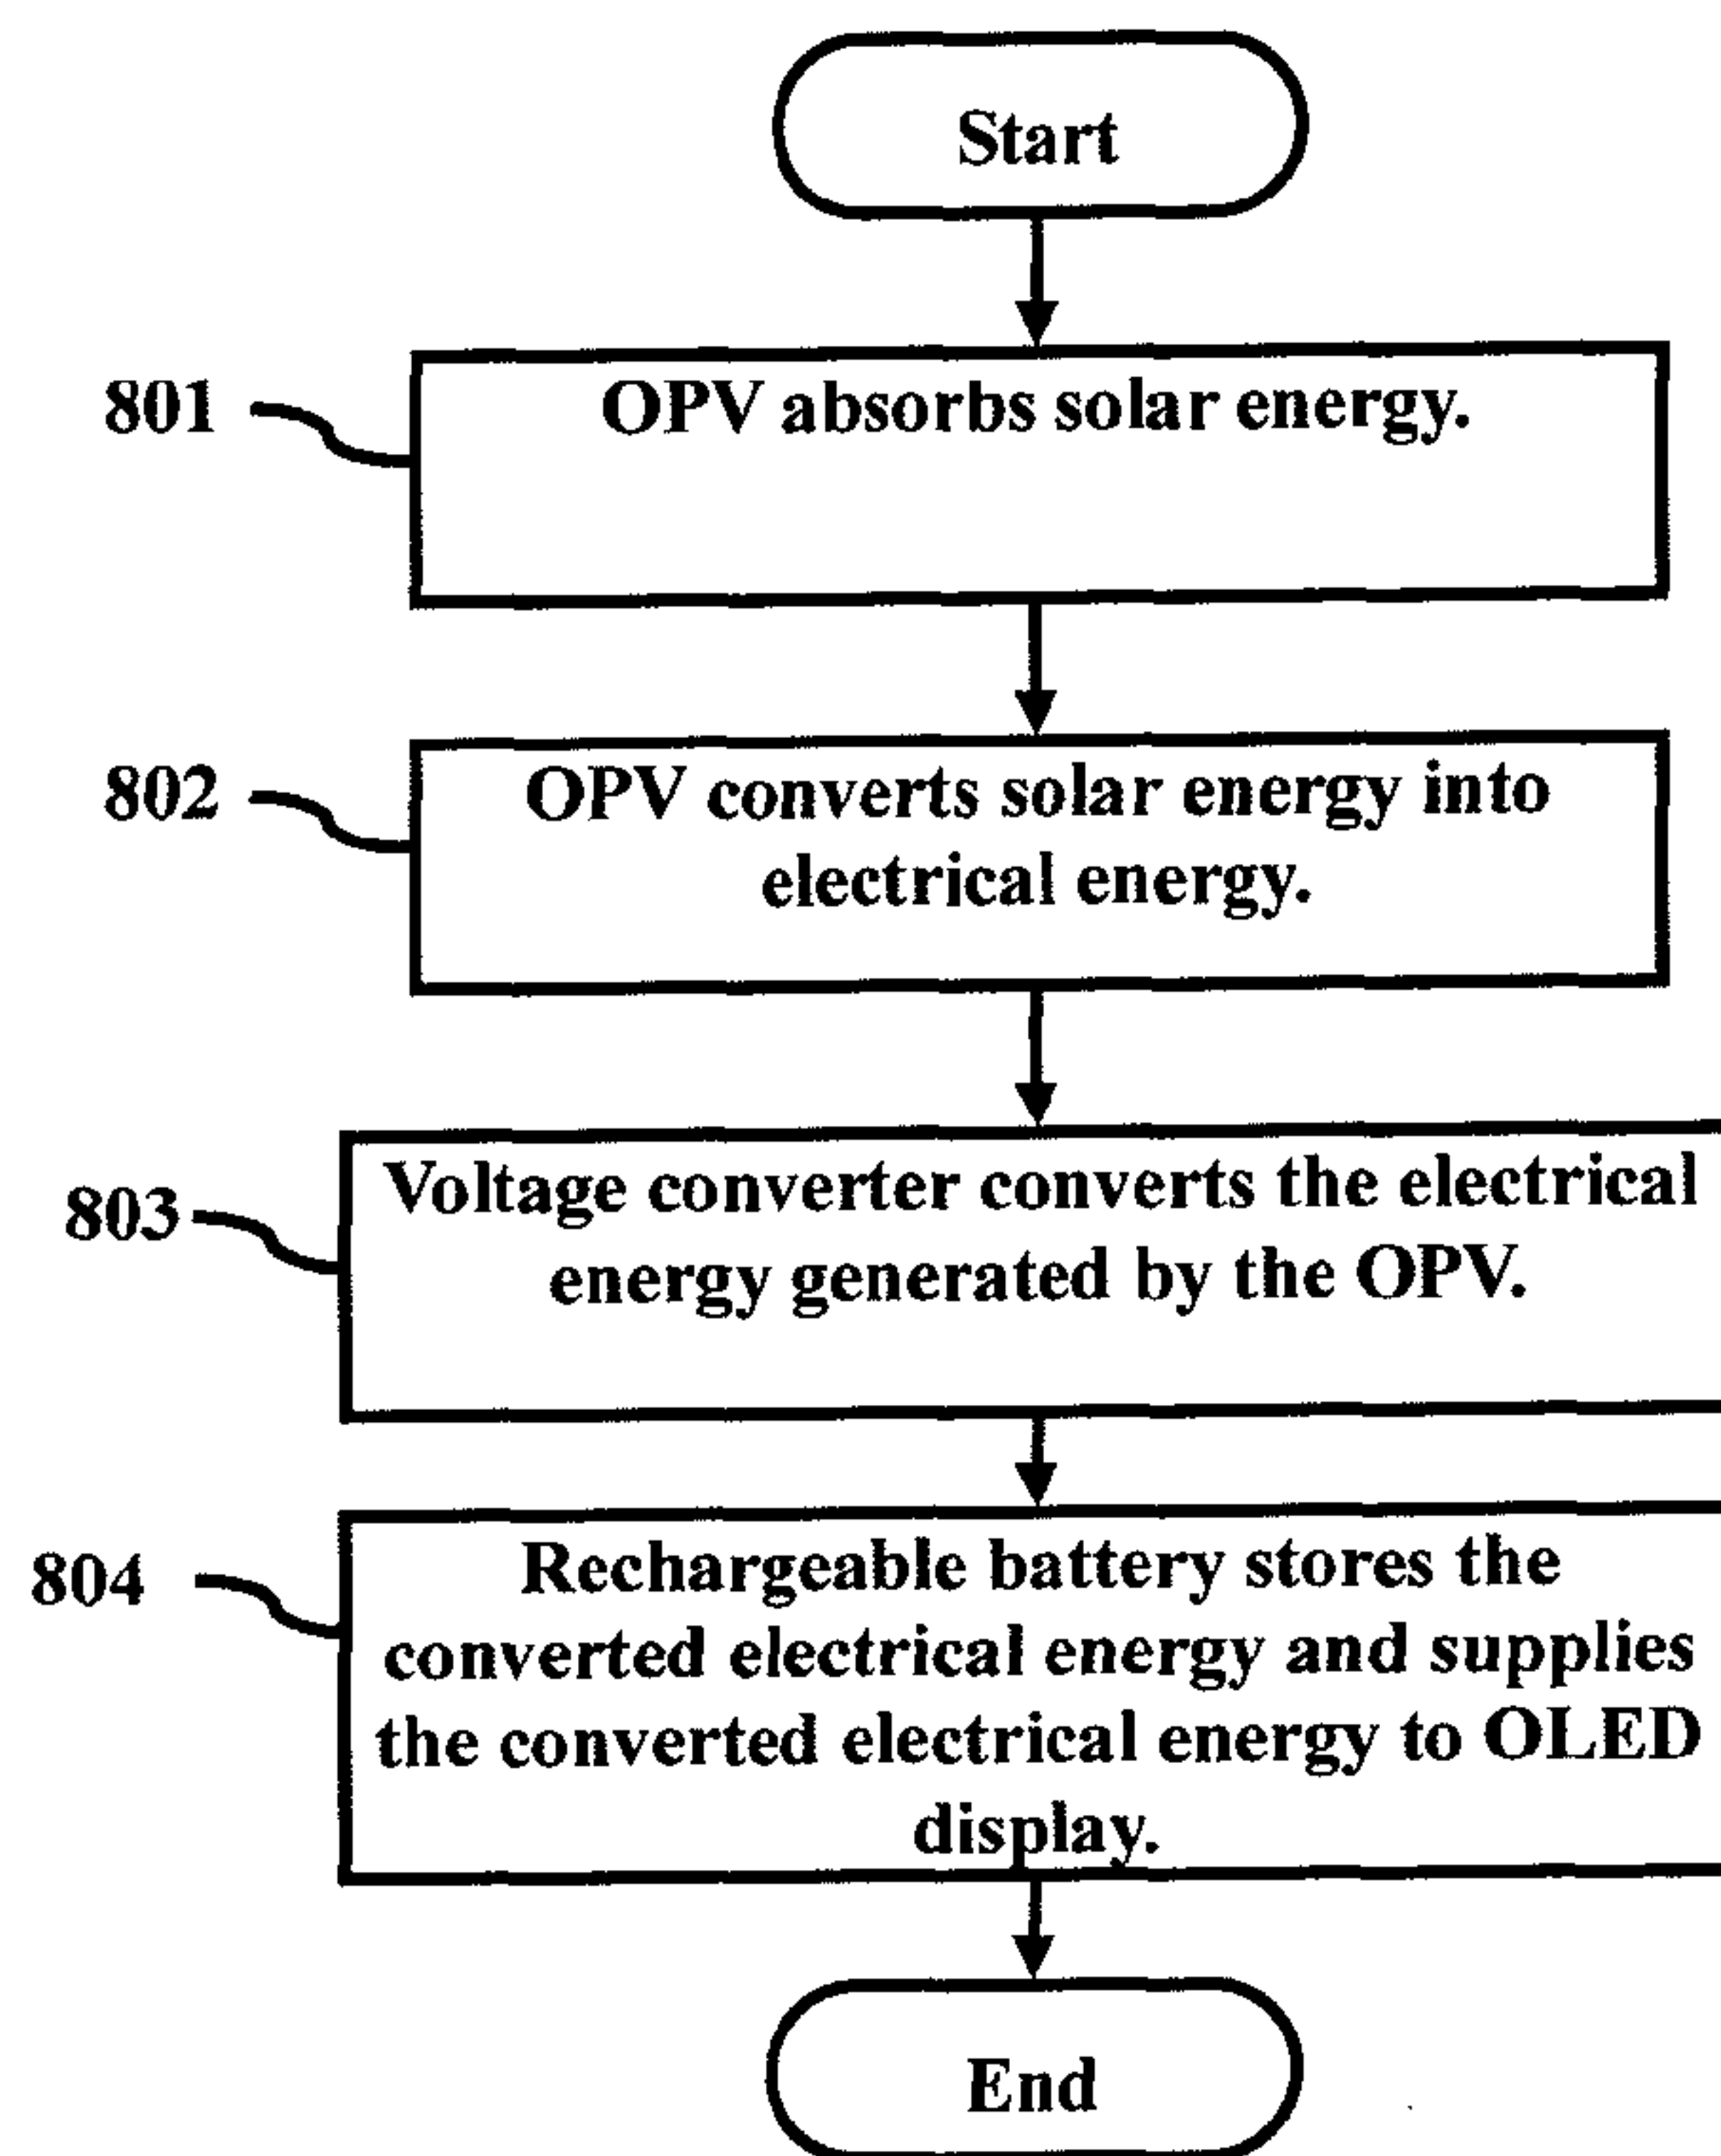 Start
801
OPV absorbs solar energy.
802
OPV converts solar energy into
electrical energy.
803
Voltage converter converts the electrical
energy generated by the OPV.
804
Rechargeable battery stores the
converted electrical energy and supplies
the converted electrical energy to OLED
display.
End